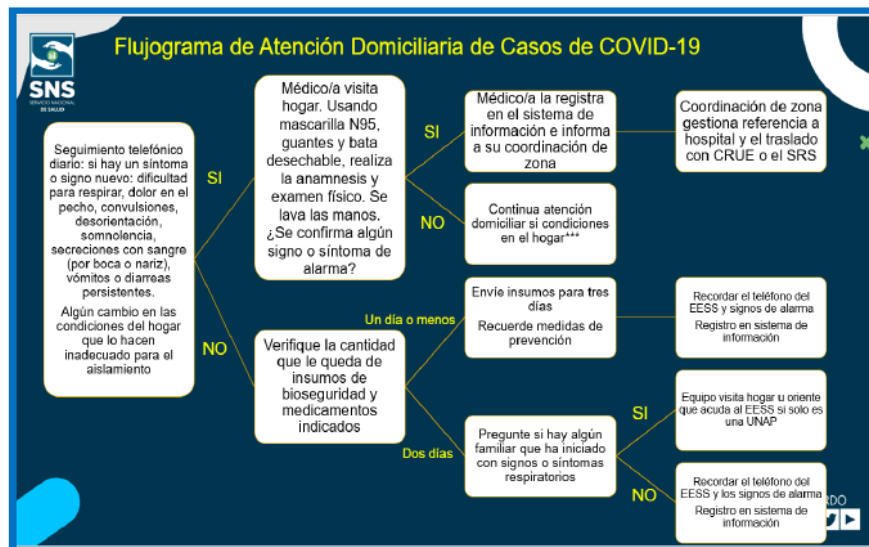 Flujograma de Atención Domiciliaria de Casos de COVID-19
SNS
SERVICIO NACIONAL
DE SALUD
Seguimiento telefónico
diario: si hay un síntoma
o signo nuevo: dificultad
para respirar, dolor en el
pecho, convulsiones,
desorientación,
somnolencia,
secreciones con sangre
(por boca o nariz),
vómitos o diarreas
persistentes.
Algún cambio en las
condiciones del hogar
que lo hacen
inadecuado para el
aislamiento
SI
Médico/a visita
hogar. Usando
mascarilla N95,
guantes y bata
desechable, realiza
la anamnesis y
examen físico. Se
lava las manos.
¿Se confirma algún
signo o síntoma de
alarma?
SI
Médico/a la registra
en el sistema de
información e informa
a su coordinación de
zona
Coordinación de zona
gestiona referencia a
hospital y el traslado
con CRUE o el SRS
NO
Continua atención
domiciliar si condiciones
en el hogar***
NO
Verifique la cantidad
que le queda de
insumos de
bioseguridad y
medicamentos
indicados
Un día o menos
Envíe insumos para tres
días
Recuerde medidas de
prevención
Recordar el teléfono del
EESS y signos de alarma
Registro en sistema de
información
Dos días
Pregunte si hay algún
familiar que ha iniciado
con signos o síntomas
respiratorios
SI
Equipo visita hogar u oriente
que acuda al EESS si solo es
una UNAP
NO
Recordar el teléfono del
EESS y los signos de alarma
Registro en sistema de
información
RDO